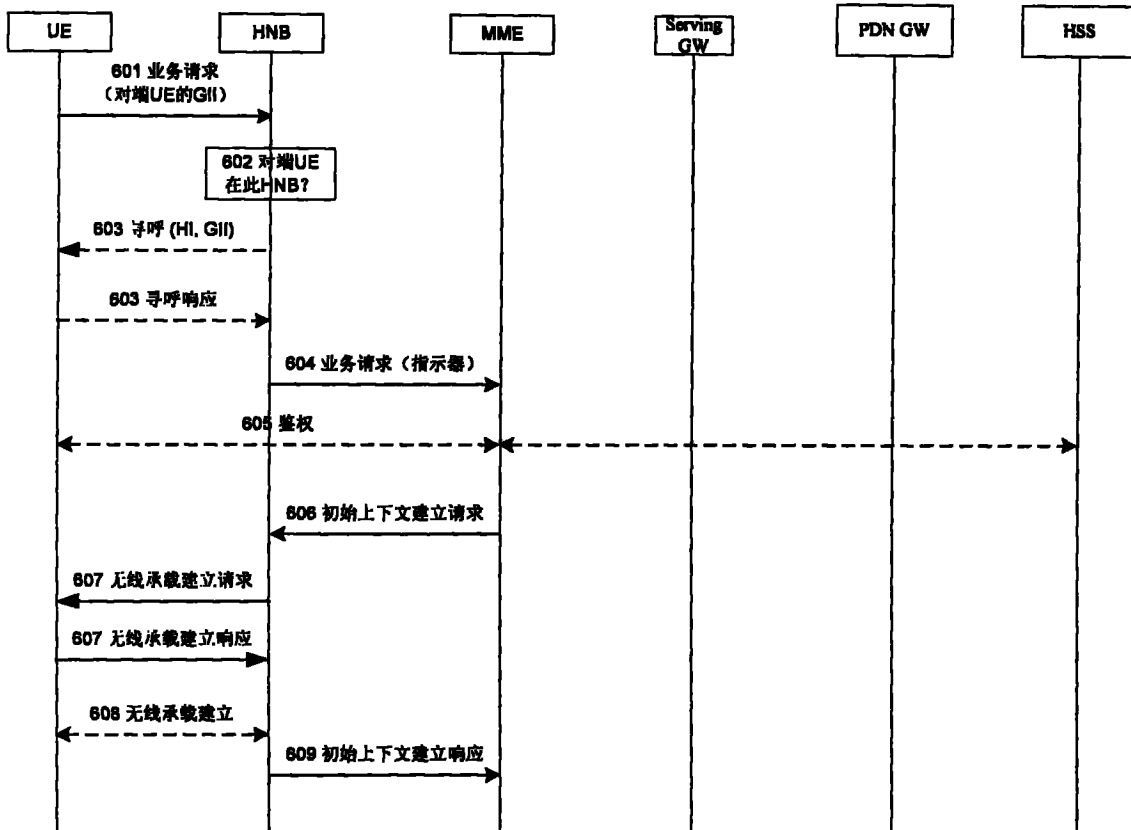 UE
HNB
MME
Serving
GW
PDN GW
HSS
601 业务请求
（对端UE的GII）
602 对端UE
在此HNB?
603 寻呼 (HI, GII)
603 寻呼响应
604 业务请求（指示器）
605 鉴权
606 初始上下文建立请求
607 无线承载建立请求
607 无线承载建立响应
608 无线承载建立
609 初始上下文建立响应